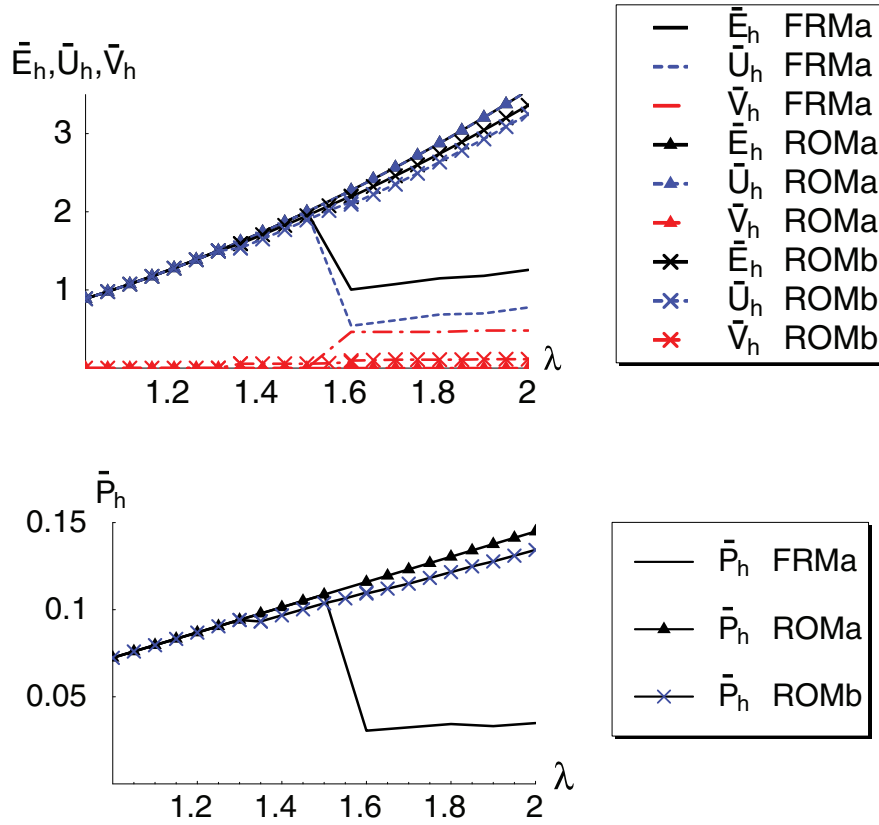 Ē_h,Ū_h,V̄_h
3
2
1
1.2 1.4 1.6 1.8 2
λ
Ē_h FRMa
Ū_h FRMa
V̄_h FRMa
Ē_h ROMa
Ū_h ROMa
V̄_h ROMa
Ē_h ROMb
Ū_h ROMb
V̄_h ROMb
P̄_h
0.15
0.1
0.05
1.2 1.4 1.6 1.8 2
λ
P̄_h FRMa
P̄_h ROMa
P̄_h ROMb